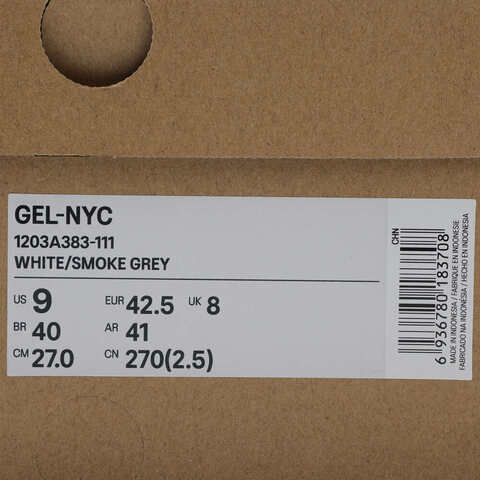 GEL-NYC
1203A383-111
WHITE/SMOKE GREY
US 9 EUR 42.5 UK 8
BR 40 AR 41
CM 27.0 CN 270(2.5)
CHN
6 936780 183708
MADE IN INDONESIA / FABRIQUE EN INDONESIE
FABRICADO NA INDONESIA / HECHO EN INDONESIA